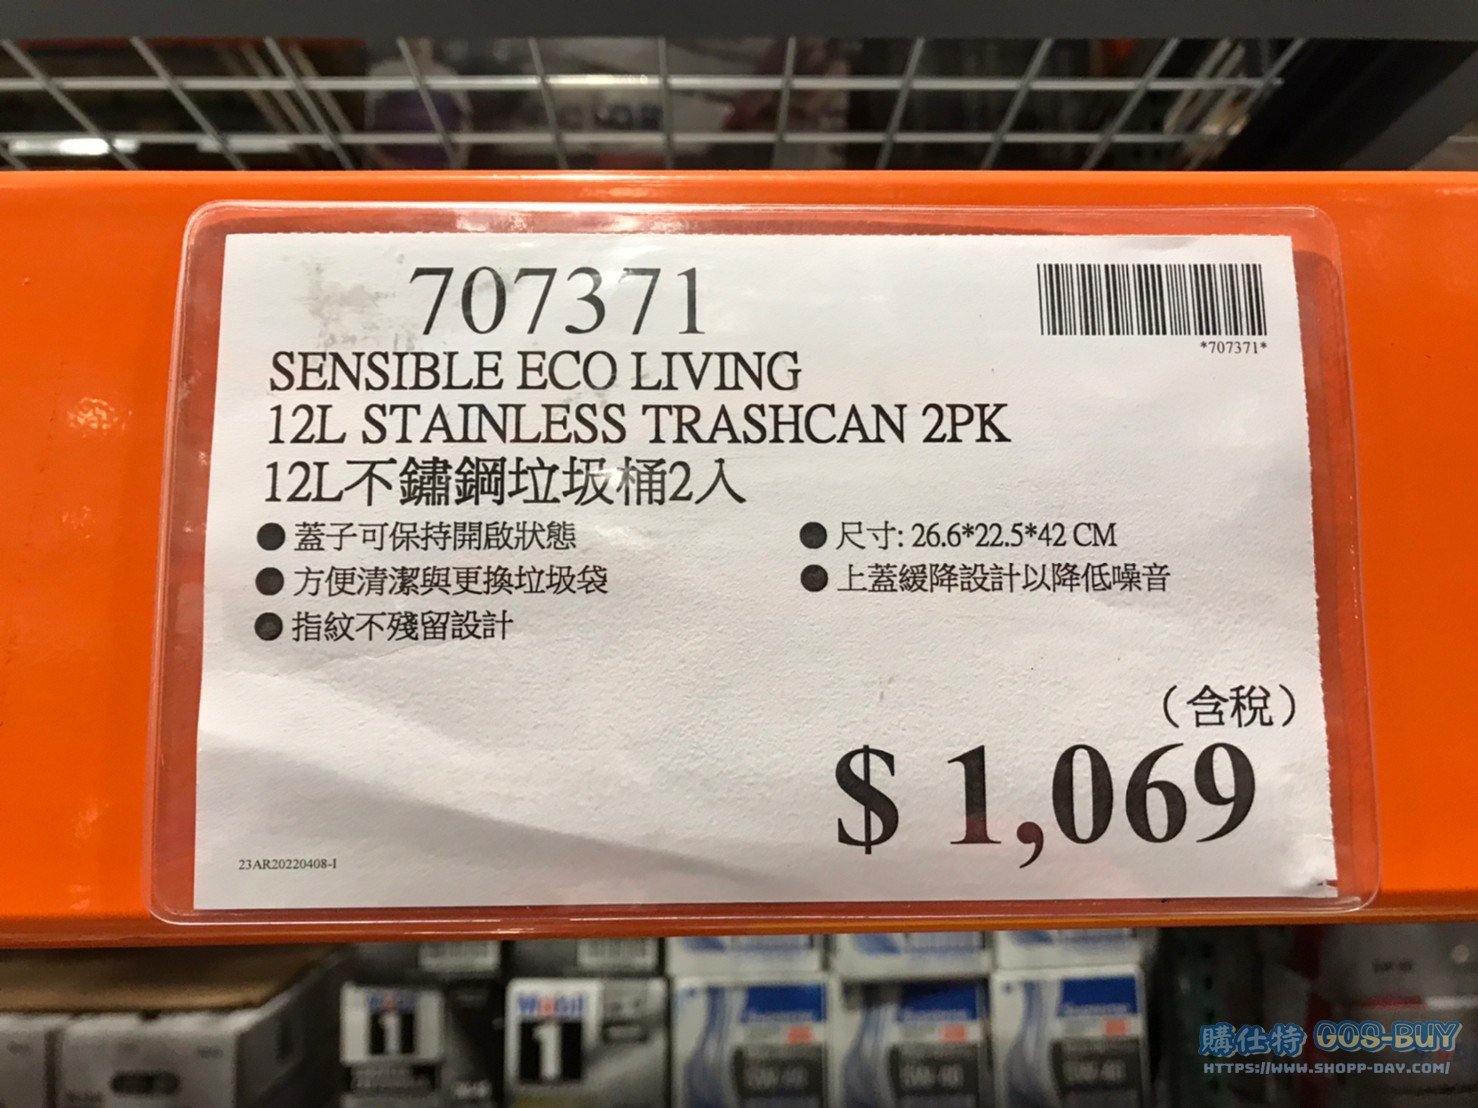 707371
*707371*
SENSIBLE ECO LIVING
12L STAINLESS TRASHCAN 2PK
12L不鏽鋼垃圾桶2入
● 蓋子可保持開啟狀態
● 尺寸: 26.6*22.5*42 CM
● 方便清潔與更換垃圾袋
● 上蓋緩降設計以降低噪音
● 指紋不殘留設計
（含稅）
$ 1,069
23AR20220408-I
Mobil
1
Mobil
1
購仕特 GOS-BUY
HTTPS://WWW.SHOPP-DAY.COM/